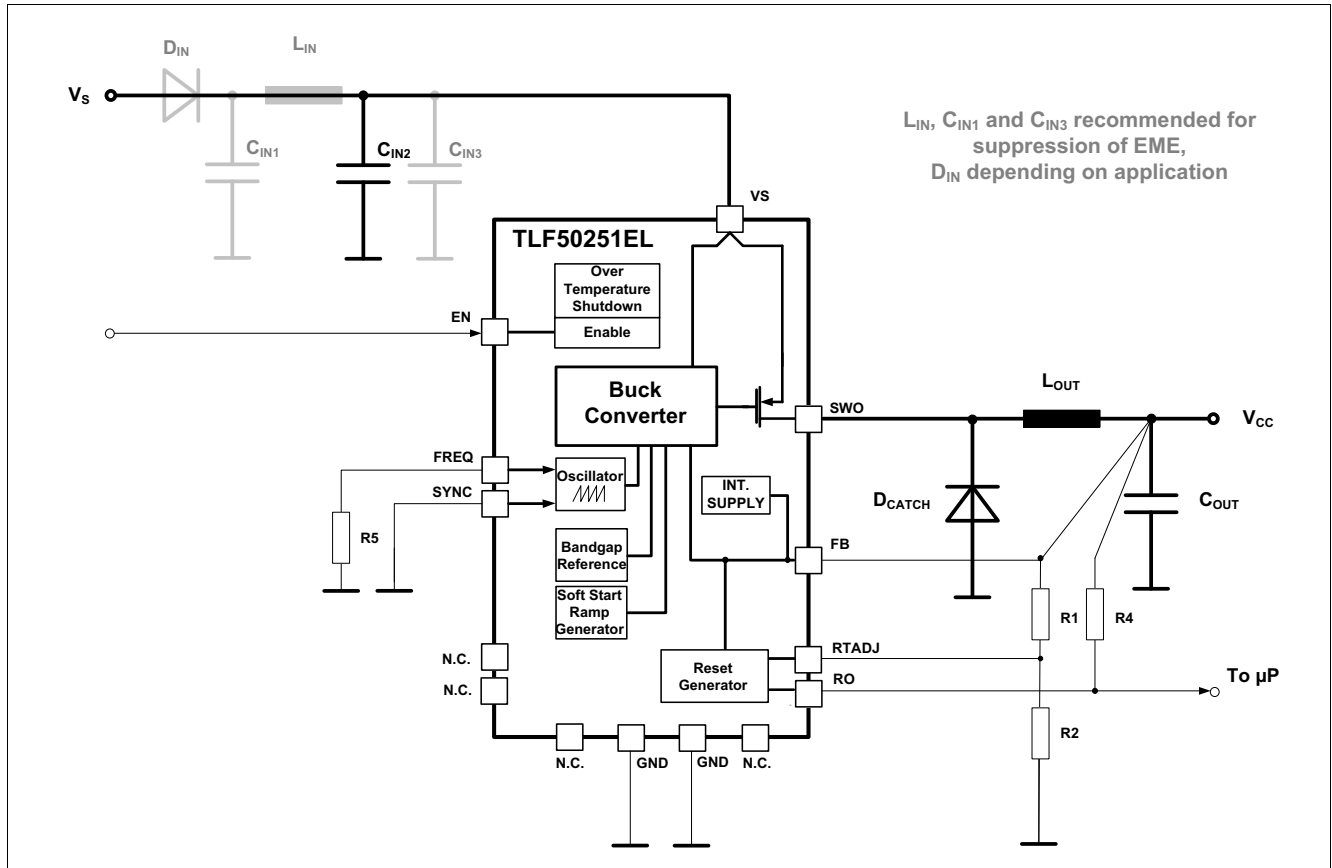 D_IN
L_IN
V_S
C_IN1
C_IN2
C_IN3
L_IN, C_IN1 and C_IN3 recommended for
suppression of EME,
D_IN depending on application
VS
TLF50251EL
Over
Temperature
Shutdown
EN
Enable
Buck
Converter
L_OUT
SWO
V_CC
FREQ
Oscillator
SYNC
INT.
SUPPLY
D_CATCH
C_OUT
R5
FB
Bandgap
Reference
Soft Start
Ramp
Generator
R1
R4
RTADJ
N.C.
Reset
Generator
RO
To µP
N.C.
R2
N.C.
GND
GND
N.C.